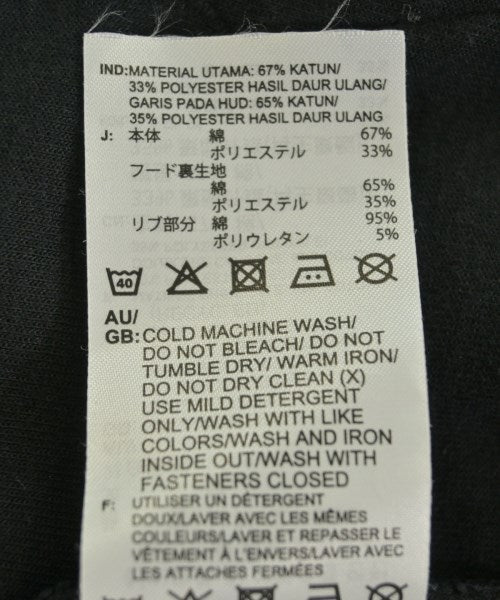 IND:MATERIAL UTAMA: 67% KATUN/
33% POLYESTER HASIL DAUR ULANG/
GARIS PADA HUD: 65% KATUN/
35% POLYESTER HASIL DAUR ULANG
J: 本体 綿 67%
ポリエステル 33%
フード裏生地
綿 65%
ポリエステル 35%
リブ部分 綿 95%
ポリウレタン 5%
40
AU/
GB: COLD MACHINE WASH/
DO NOT BLEACH/ DO NOT
TUMBLE DRY/ WARM IRON/
DO NOT DRY CLEAN (X)
USE MILD DETERGENT
ONLY/WASH WITH LIKE
COLORS/WASH AND IRON
INSIDE OUT/WASH WITH
FASTENERS CLOSED
F: UTILISER UN DÉTERGENT
DOUX/LAVER AVEC LES MÊMES
COULEURS/LAVER ET REPASSER LE
VÊTEMENT À L'ENVERS/LAVER AVEC
LES ATTACHES FERMÉES